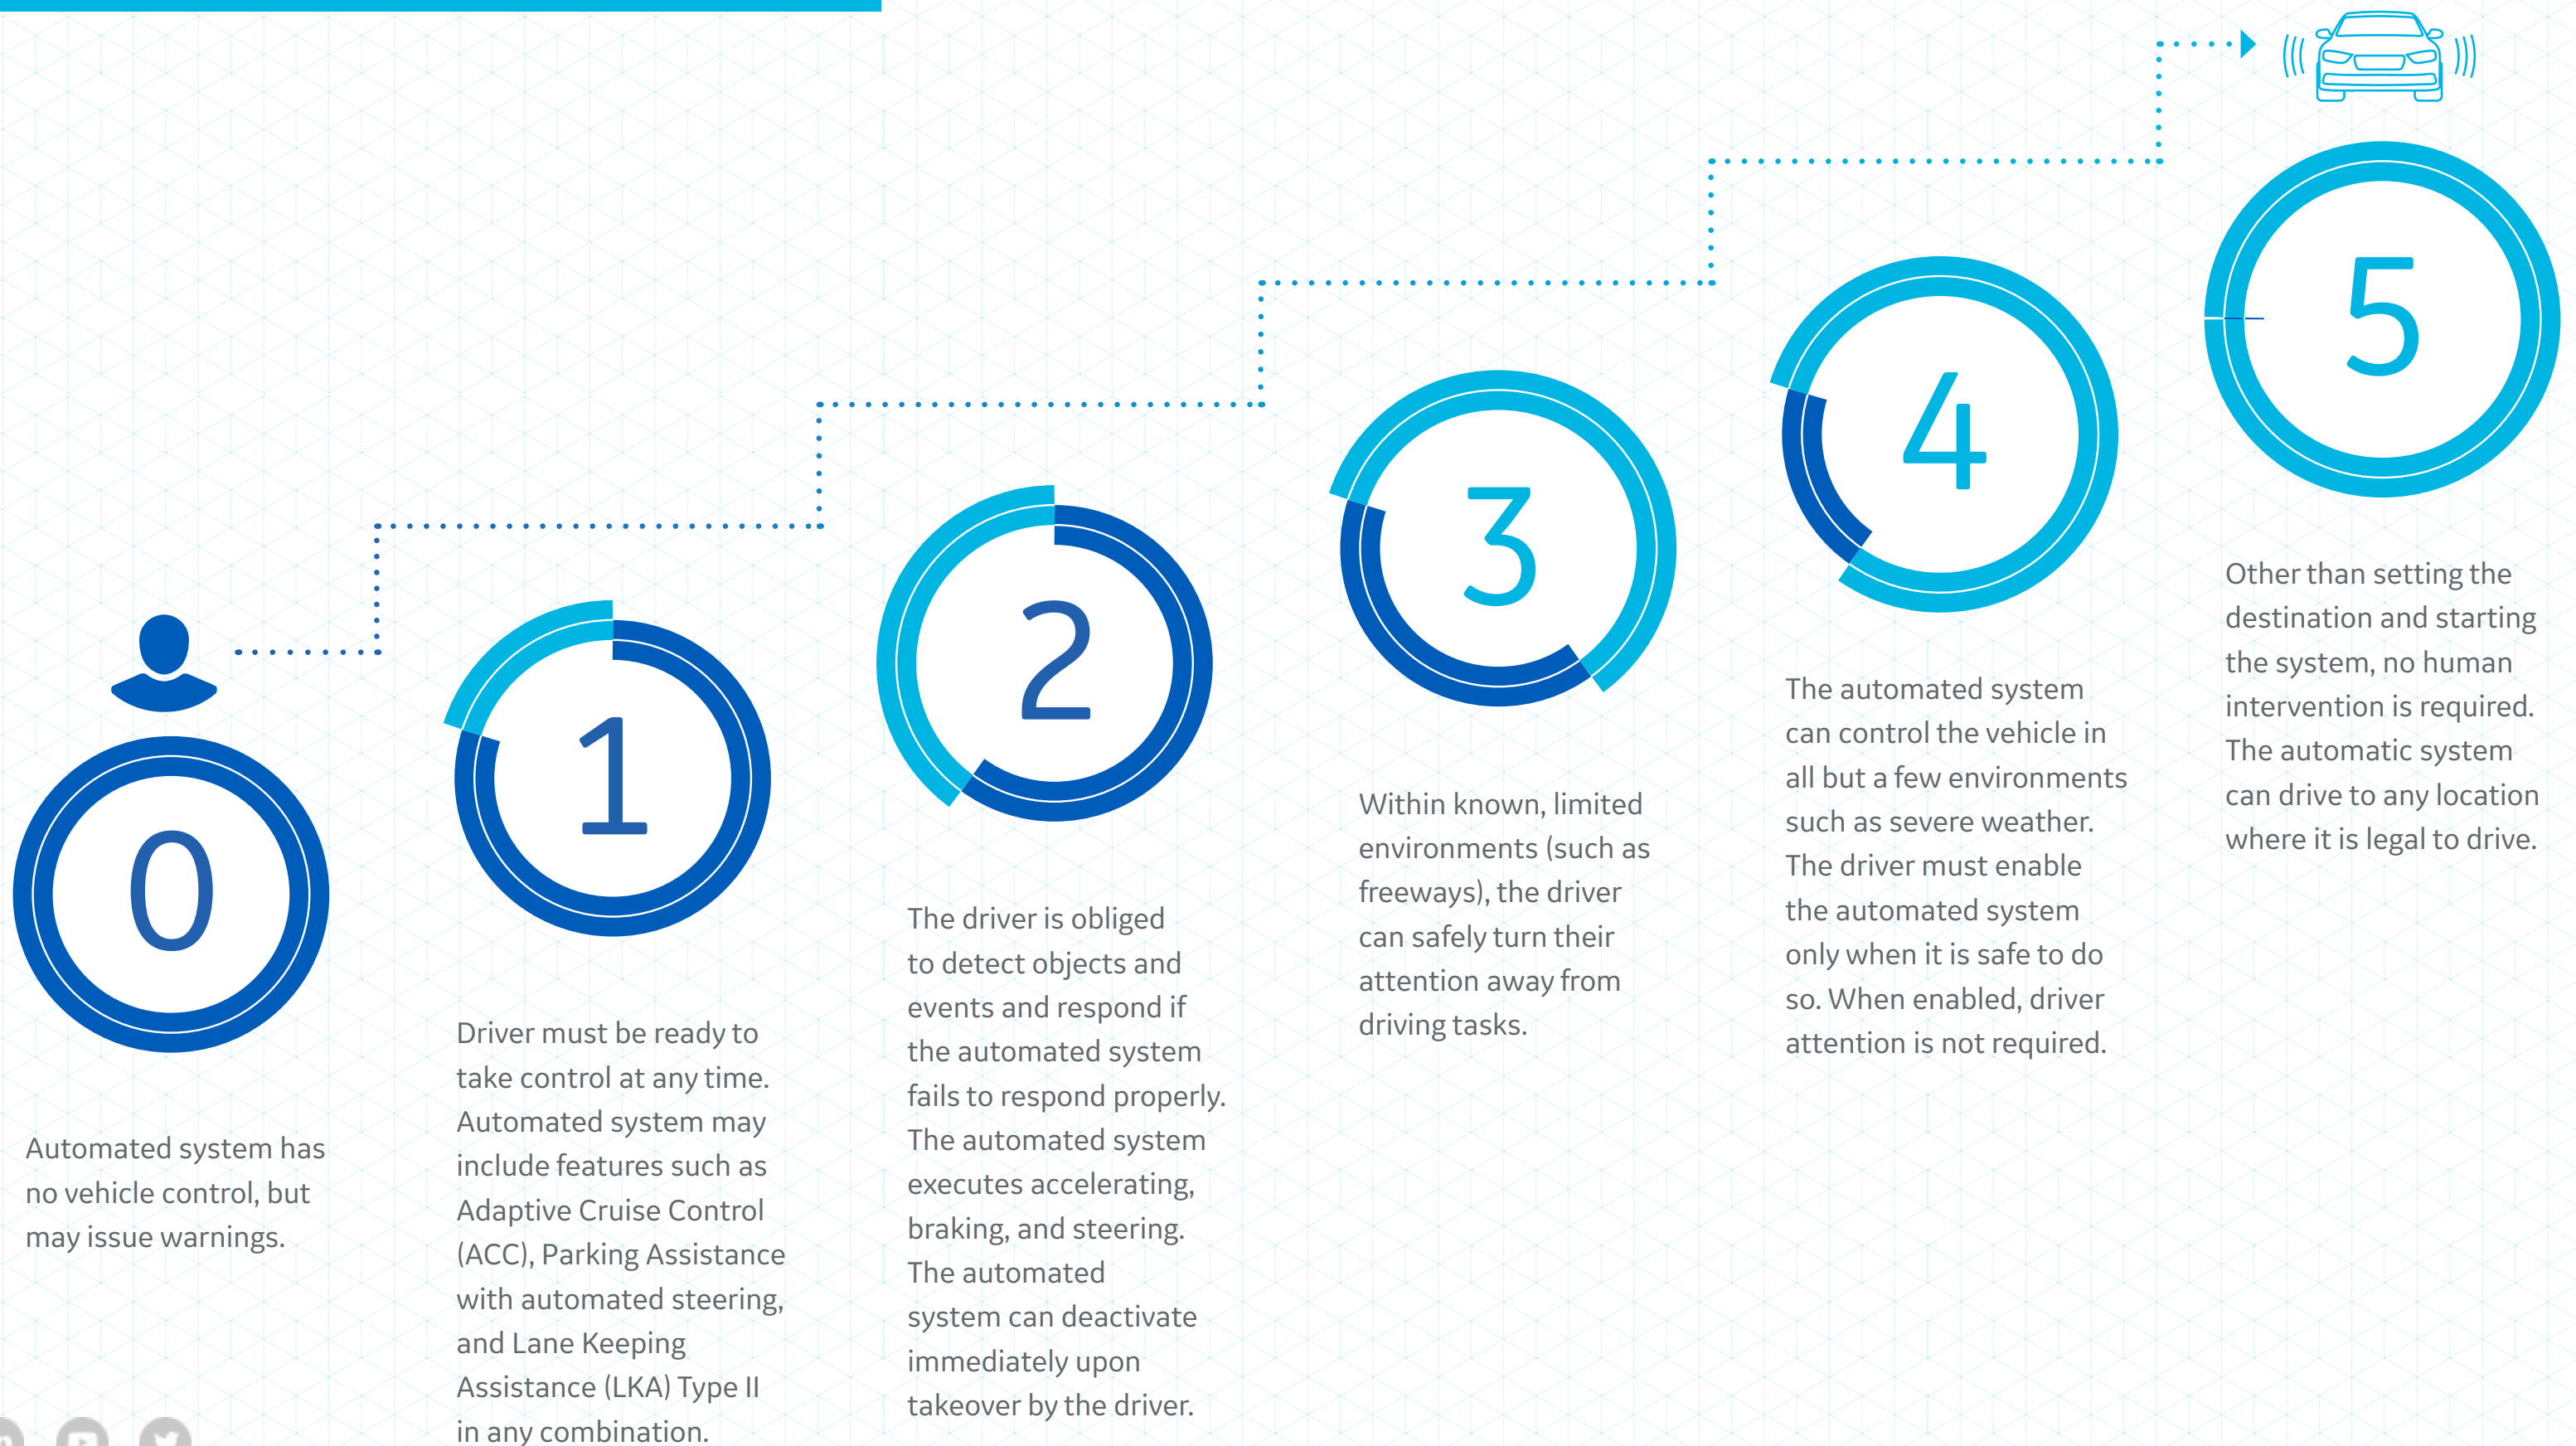 0
Automated system has
no vehicle control, but
may issue warnings.
1
Driver must be ready to
take control at any time.
Automated system may
include features such as
Adaptive Cruise Control
(ACC), Parking Assistance
with automated steering,
and Lane Keeping
Assistance (LKA) Type II
in any combination.
2
The driver is obliged
to detect objects and
events and respond if
the automated system
fails to respond properly.
The automated system
executes accelerating,
braking, and steering.
The automated
system can deactivate
immediately upon
takeover by the driver.
3
Within known, limited
environments (such as
freeways), the driver
can safely turn their
attention away from
driving tasks.
4
The automated system
can control the vehicle in
all but a few environments
such as severe weather.
The driver must enable
the automated system
only when it is safe to do
so. When enabled, driver
attention is not required.
5
Other than setting the
destination and starting
the system, no human
intervention is required.
The automatic system
can drive to any location
where it is legal to drive.